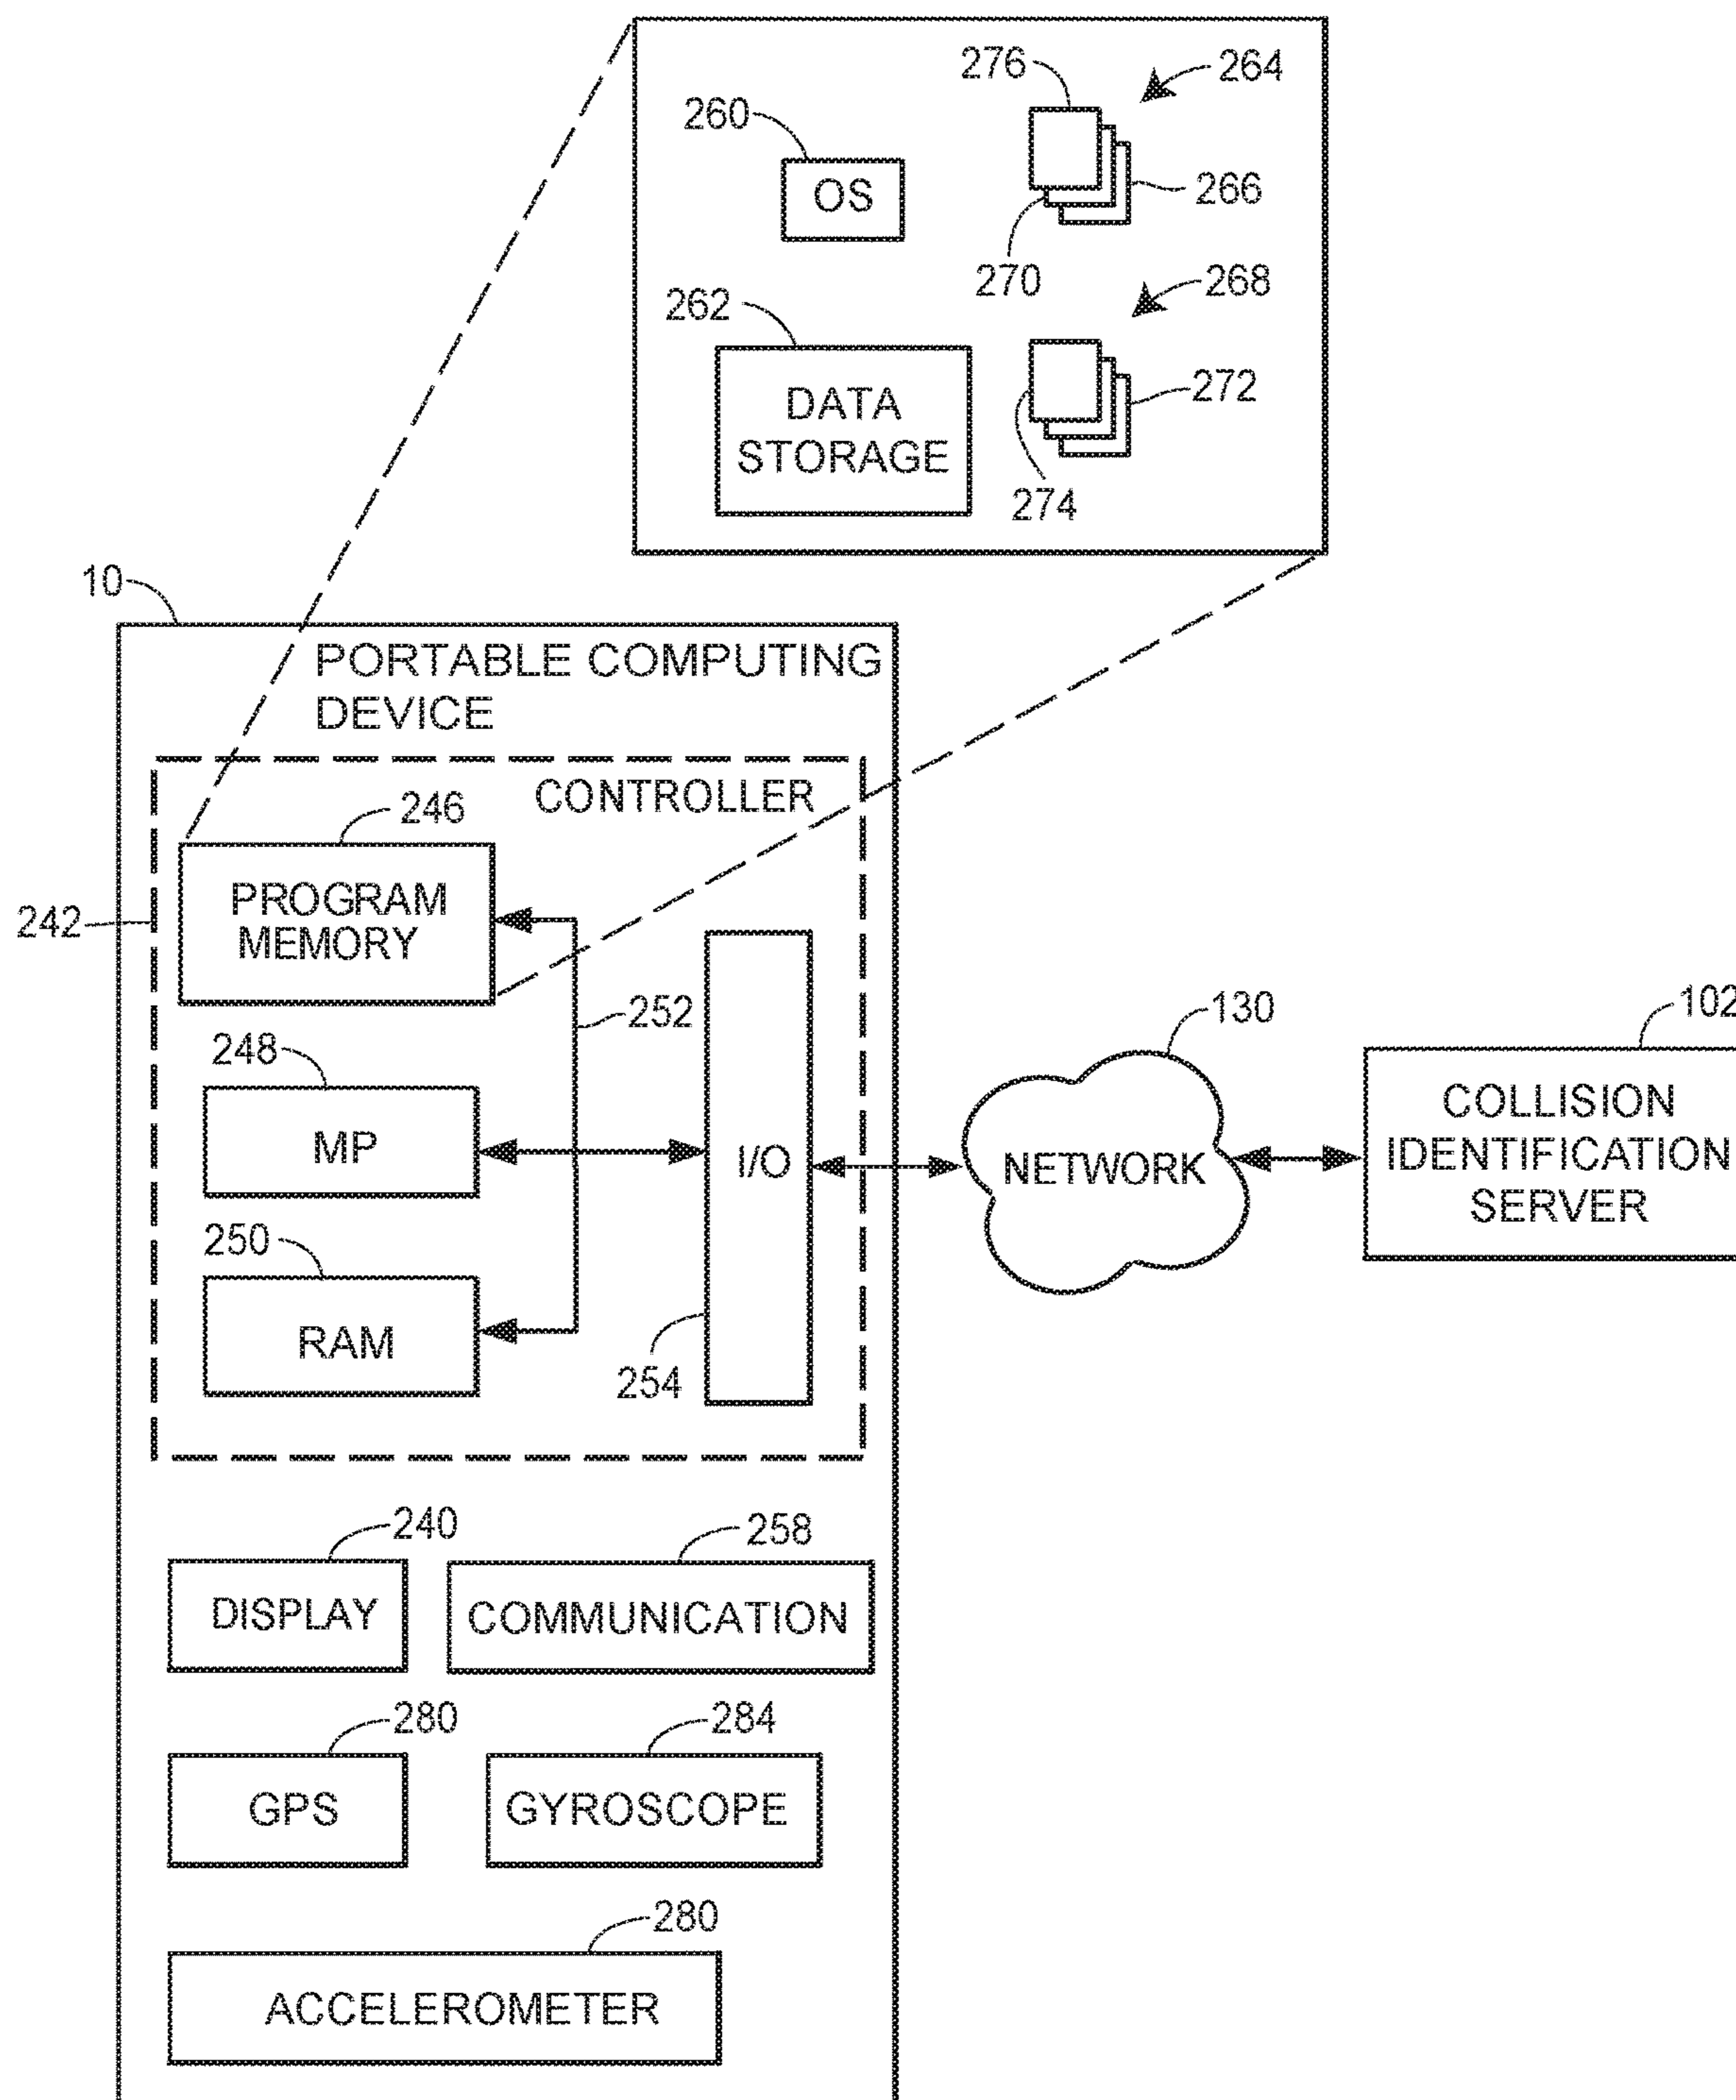 276
264
260
OS
266
270
268
262
DATA
STORAGE
272
274
10
PORTABLE COMPUTING
DEVICE
CONTROLLER
246
PROGRAM
MEMORY
242
252
248
MP
I/O
250
RAM
254
130
NETWORK
102
COLLISION
IDENTIFICATION
SERVER
240
DISPLAY
258
COMMUNICATION
280
GPS
284
GYROSCOPE
280
ACCELEROMETER